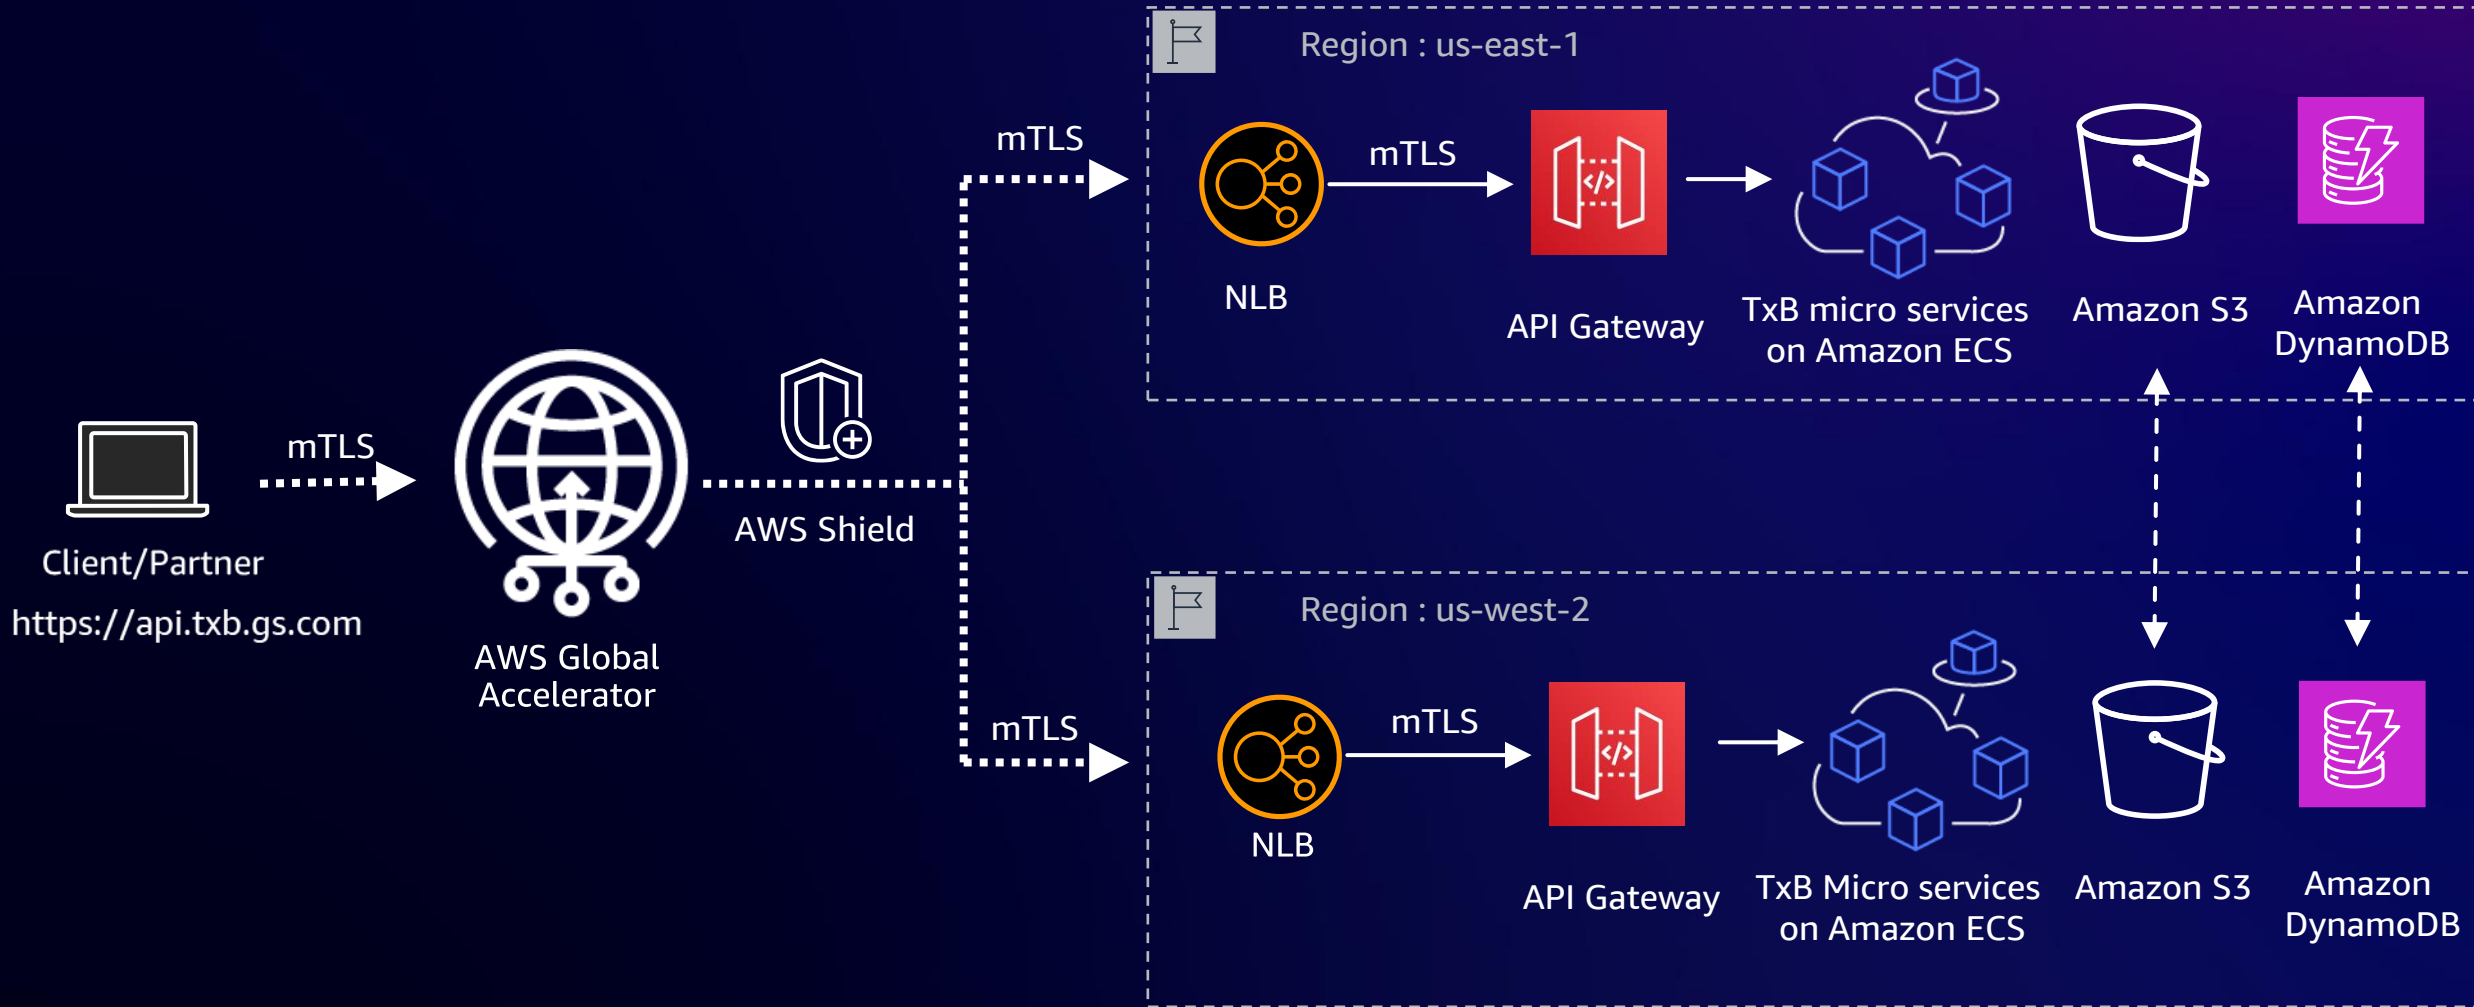 Region : us-east-1
mTLS
mTLS
NLB
API Gateway
TxB micro services
on Amazon ECS
Amazon S3
Amazon
DynamoDB
mTLS
Client/Partner
https://api.txb.gs.com
AWS Global
Accelerator
AWS Shield
Region : us-west-2
mTLS
mTLS
NLB
API Gateway
TxB Micro services
on Amazon ECS
Amazon S3
Amazon
DynamoDB